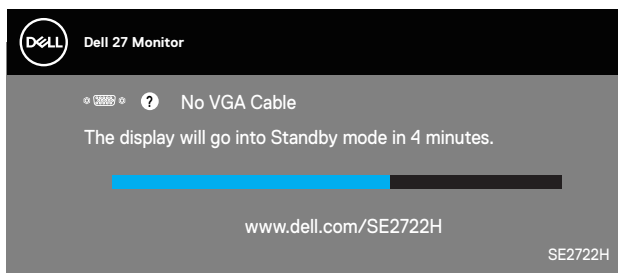 DELL
Dell 27 Monitor
? No VGA Cable
The display will go into Standby mode in 4 minutes.
www.dell.com/SE2722H
SE2722H